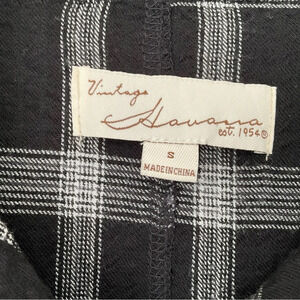 Vintage
Havana
est. 1954®
S
MADE IN CHINA